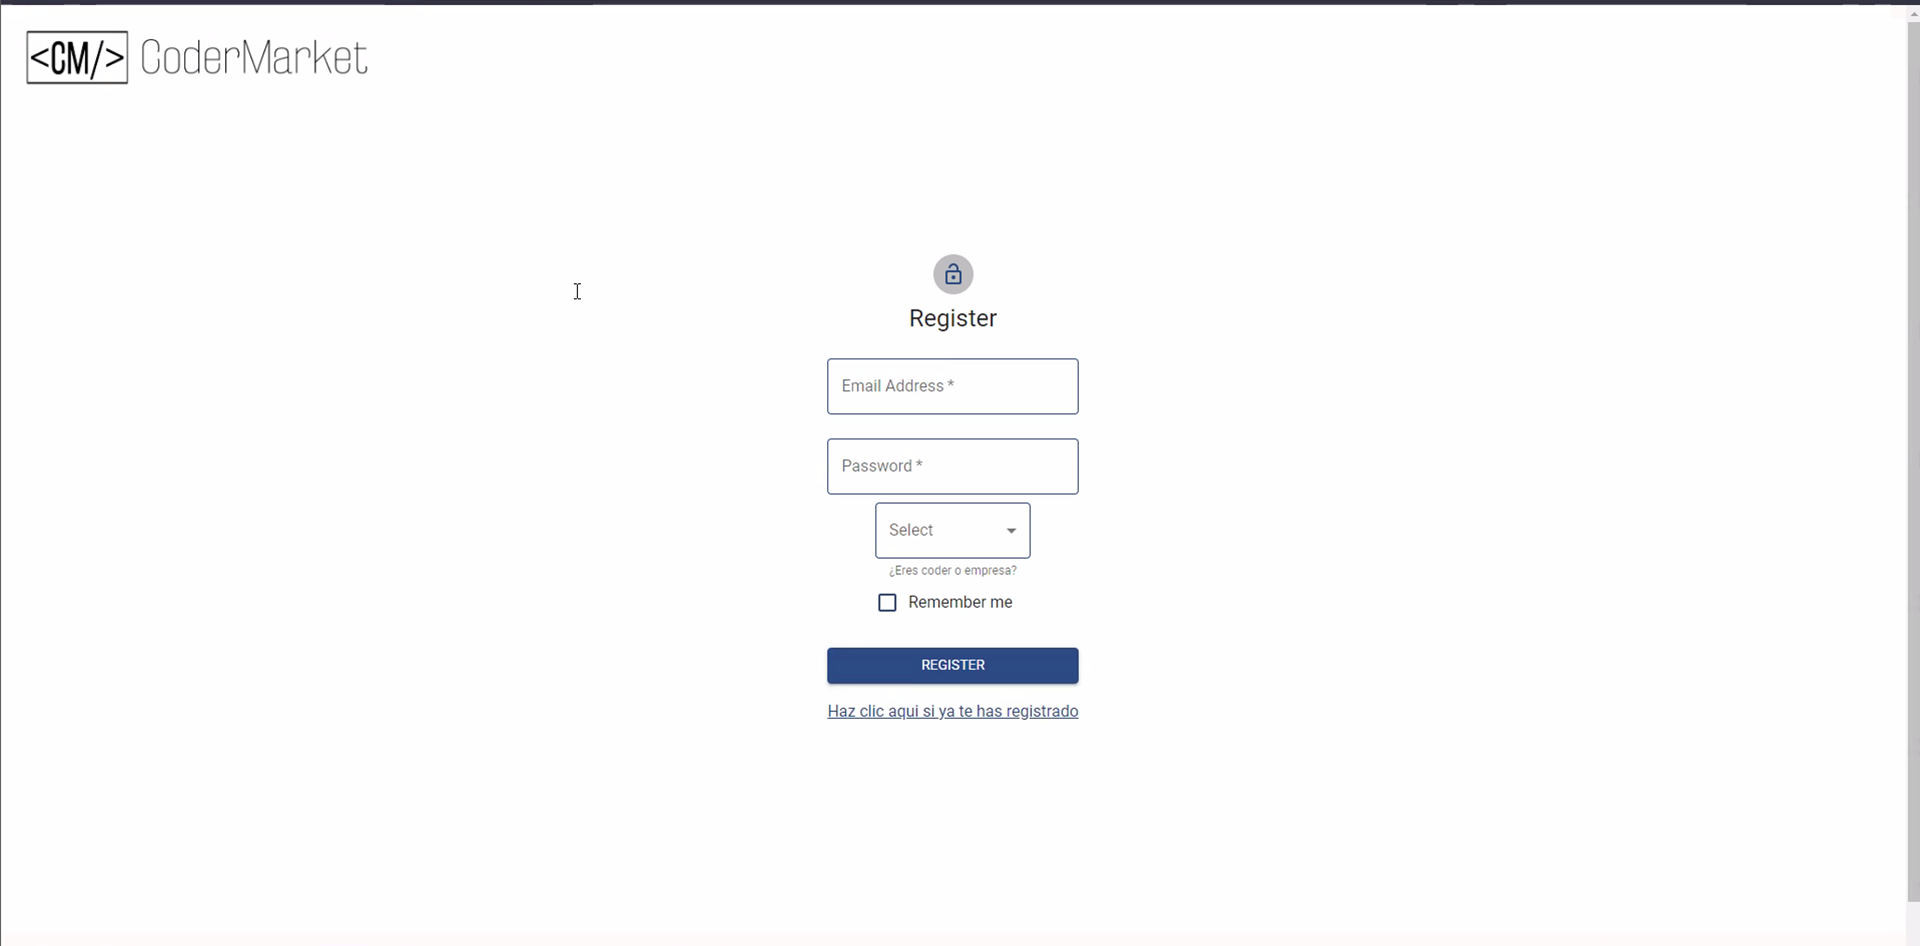 <CM/> CoderMarket
Register
Email Address *
Password *
Select
¿Eres coder o empresa?
Remember me
REGISTER
Haz clic aqui si ya te has registrado